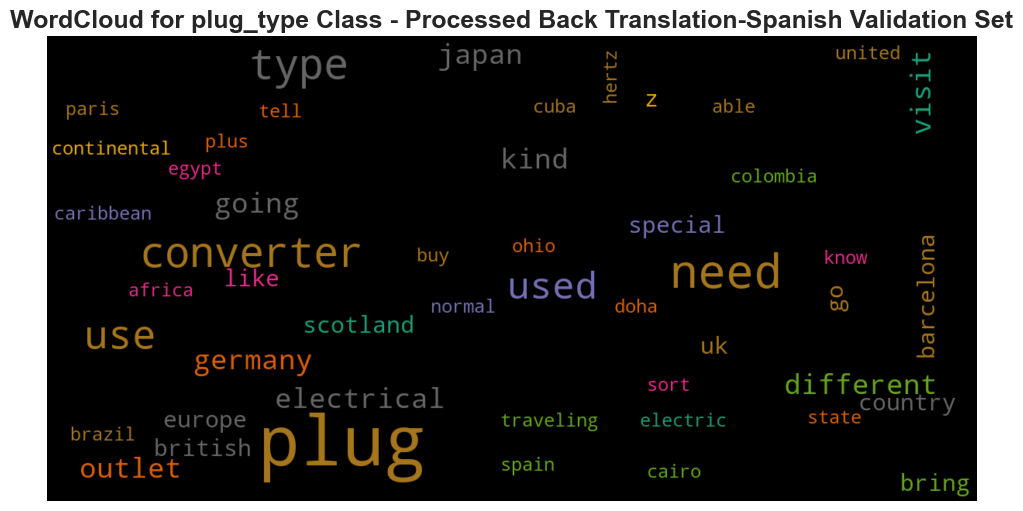 WordCloud for plug_type Class - Processed Back Translation-Spanish Validation Set
type
japan
hertz
united
visit
paris
tell
cuba
z
able
continental
plus
egypt
kind
colombia
caribbean
going
special
converter
buy
ohio
need
know
barcelona
africa
like
normal
used
doha
go
use
scotland
uk
germany
electrical
sort
different
country
brazil
europe
british
plug
traveling
electric
state
outlet
spain
cairo
bring